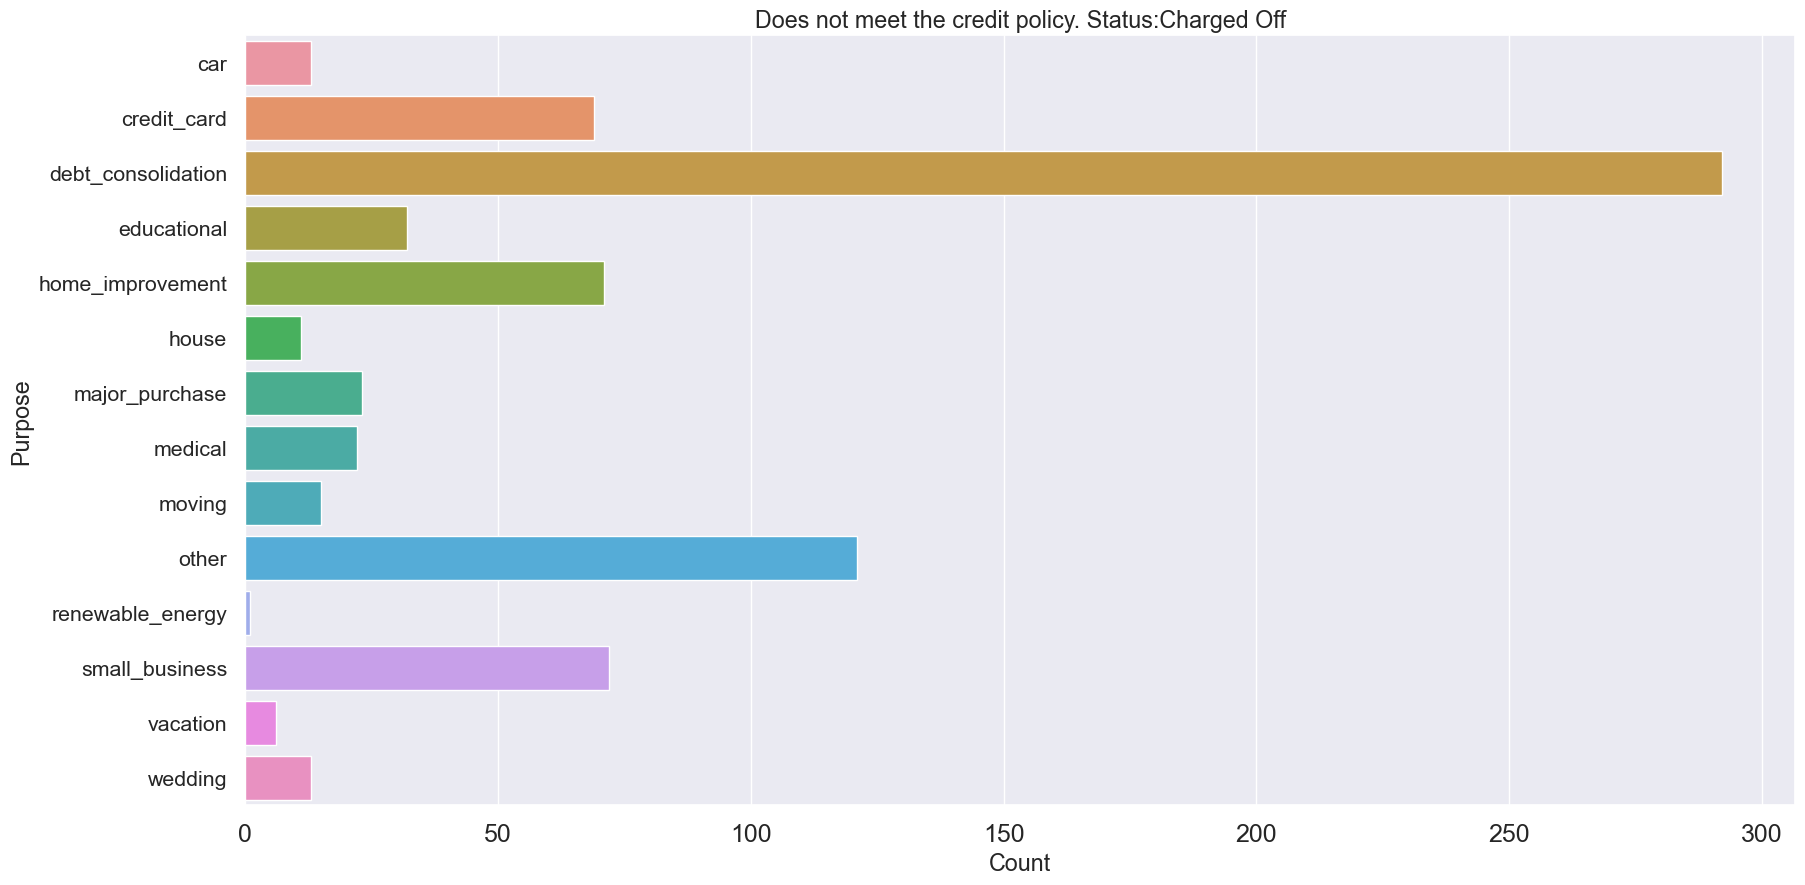 Does not meet the credit policy. Status:Charged Off
car
credit_card
debt_consolidation
educational
home_improvement
house
major_purchase
medical
moving
other
renewable_energy
small_business
vacation
wedding
Purpose
0 50 100 150 200 250 300
Count